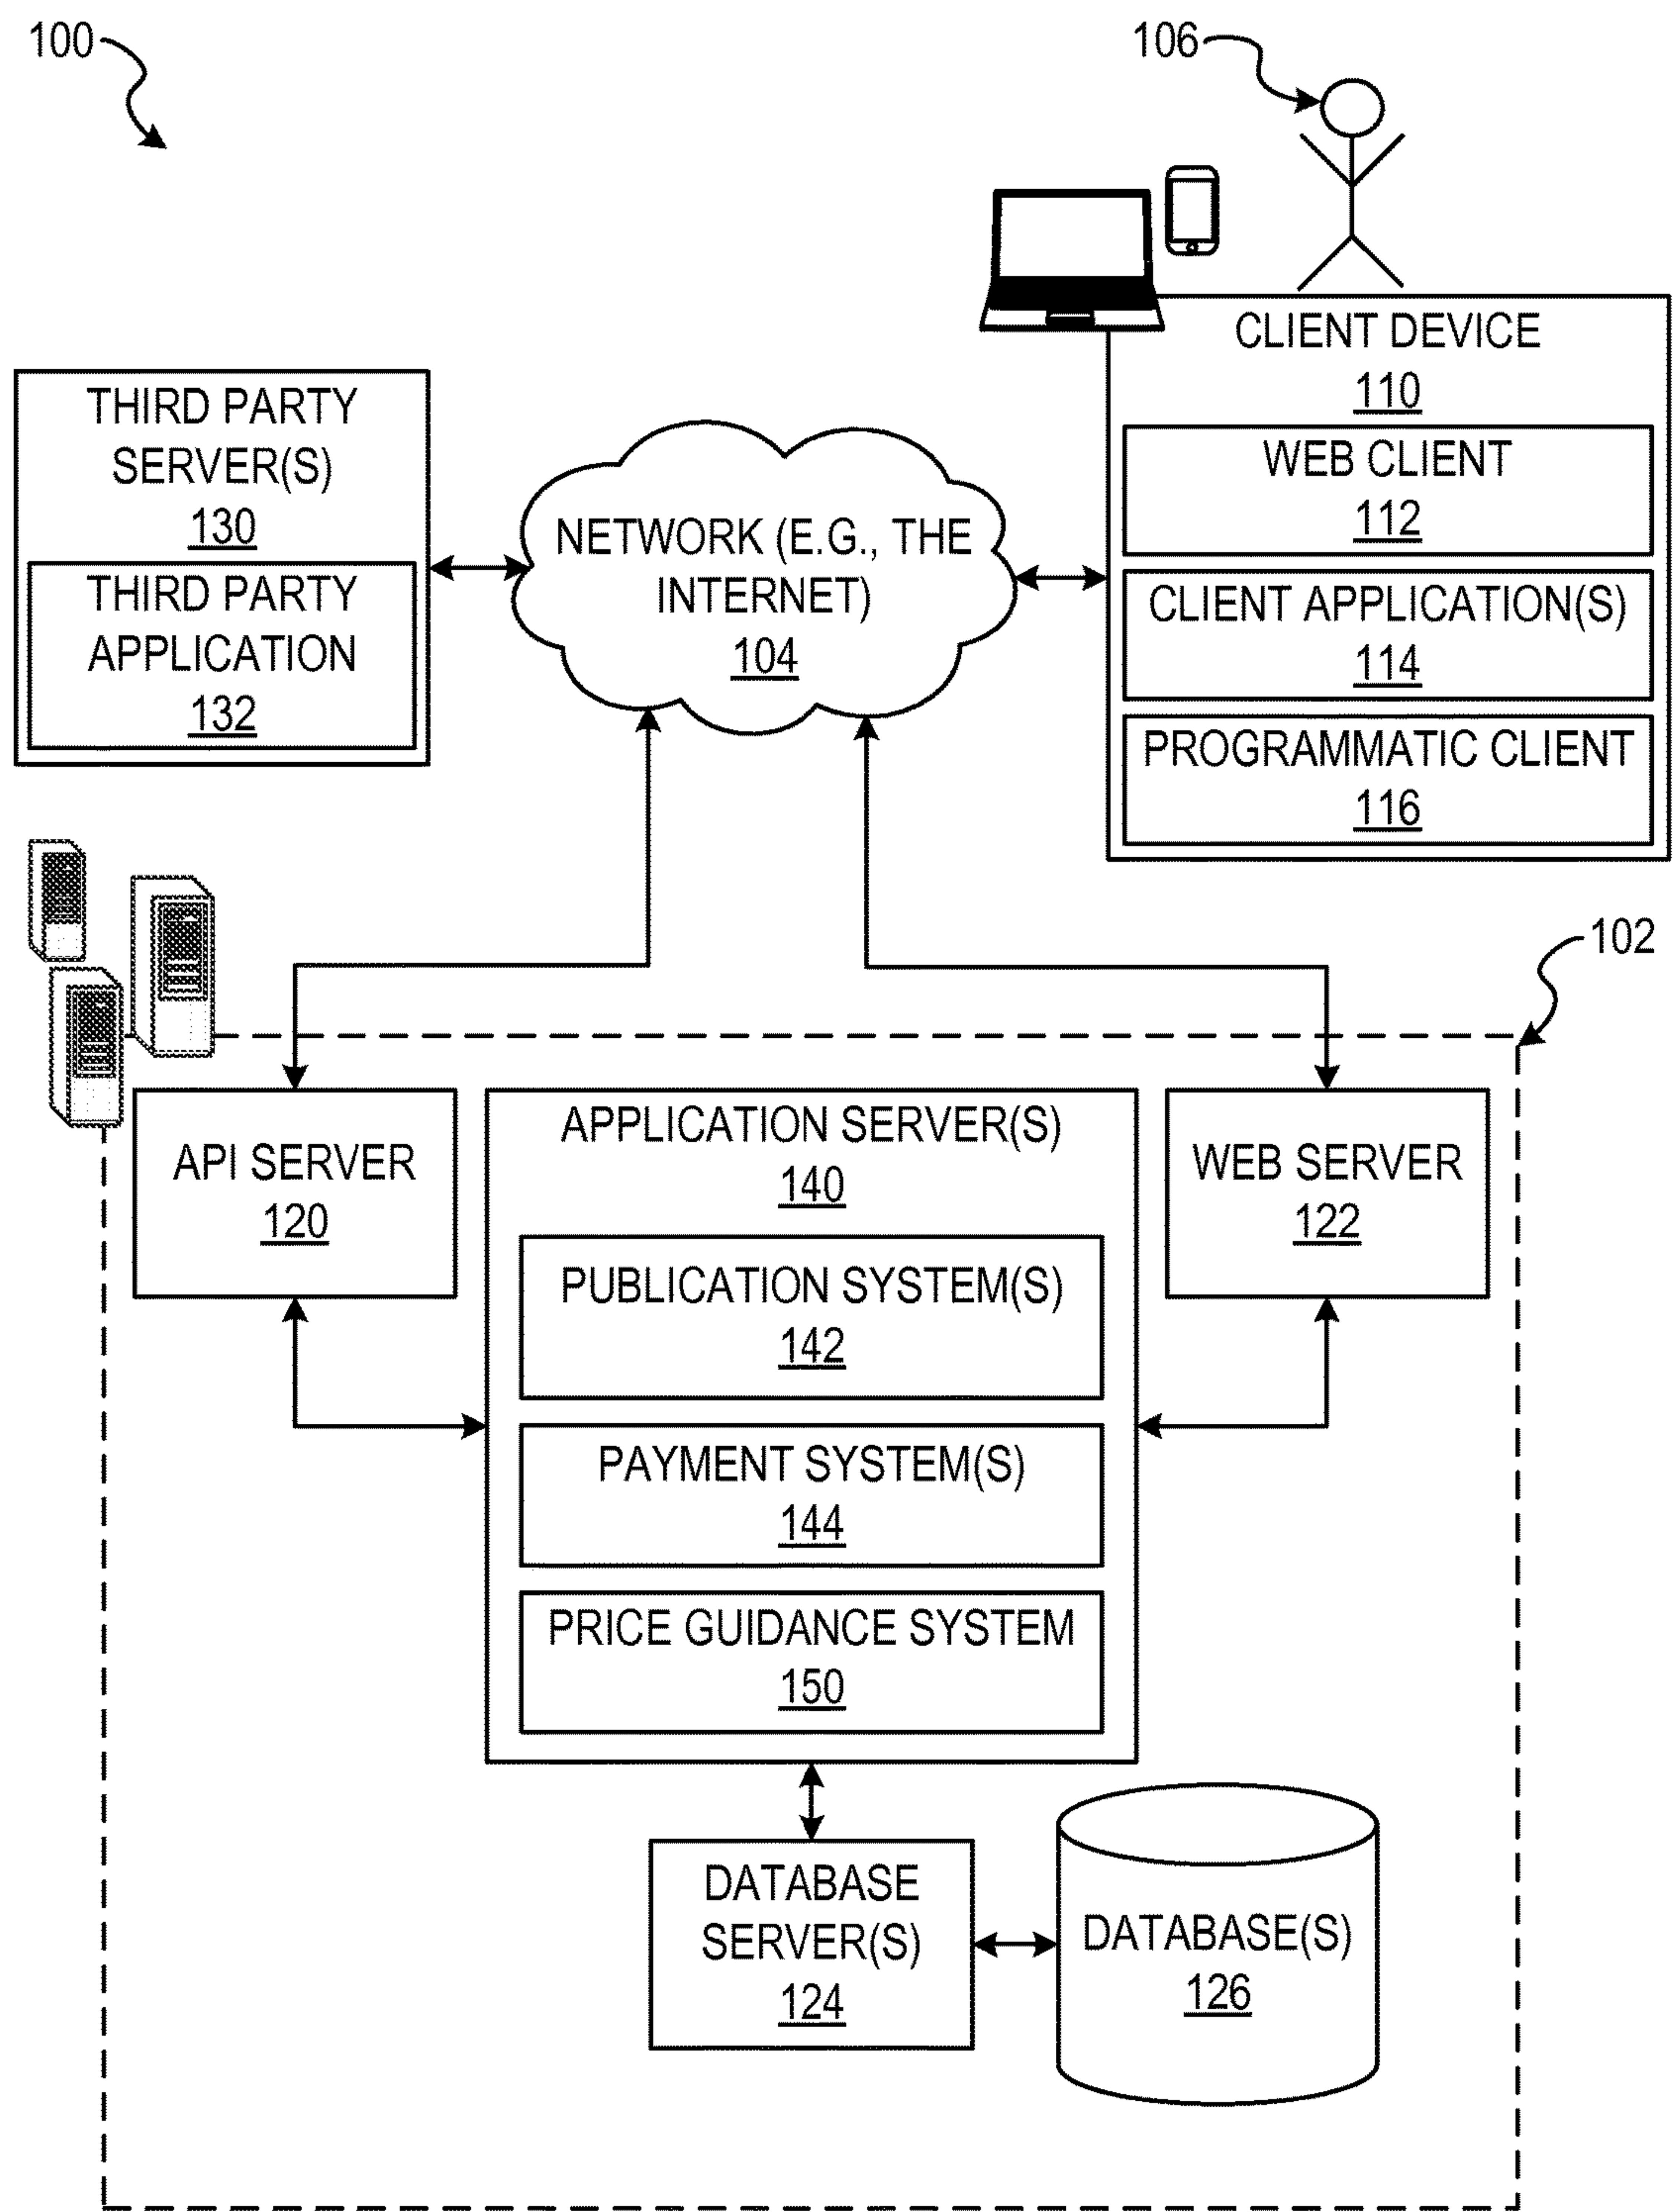 100
106
CLIENT DEVICE
110
WEB CLIENT
112
CLIENT APPLICATION(S)
114
PROGRAMMATIC CLIENT
116
THIRD PARTY
SERVER(S)
130
THIRD PARTY
APPLICATION
132
NETWORK (E.G., THE
INTERNET)
104
102
API SERVER
120
APPLICATION SERVER(S)
140
PUBLICATION SYSTEM(S)
142
PAYMENT SYSTEM(S)
144
PRICE GUIDANCE SYSTEM
150
WEB SERVER
122
DATABASE
SERVER(S)
124
DATABASE(S)
126